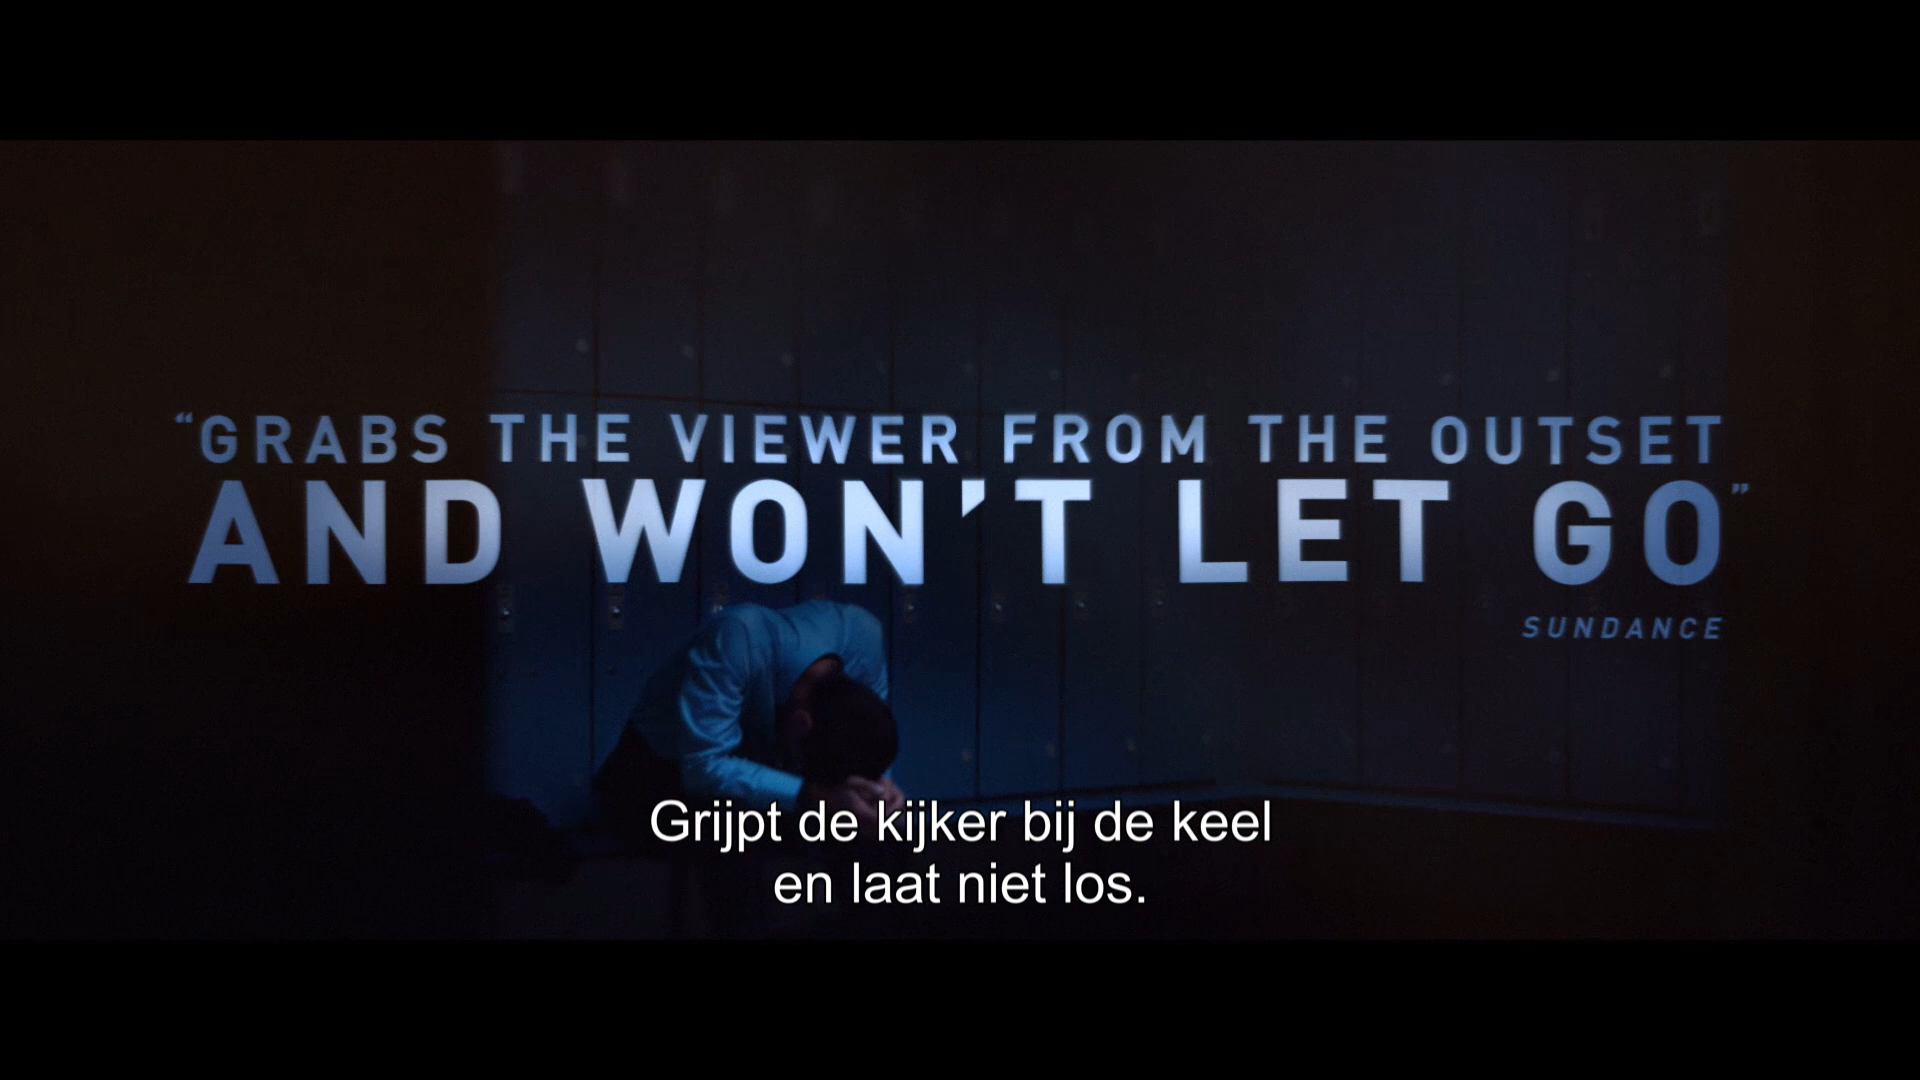 “GRABS THE VIEWER FROM THE OUTSET
AND WON’T LET GO”
SUNDANCE
Grijpt de kijker bij de keel
en laat niet los.